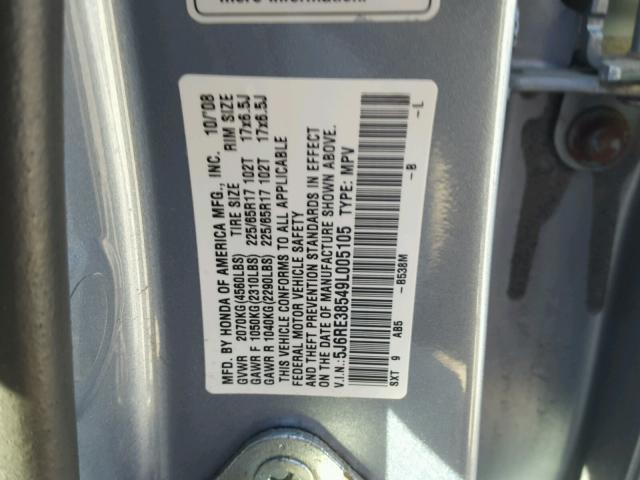 more information.
MFD. BY HONDA OF AMERICA MFG., INC. 10/'08
TIRE SIZE RIM SIZE
GVWR 2070KG(4560LBS)
GAWR F 1050KG(2310LBS) 225/65R17 102T 17x6.5J
GAWR R 1040KG(2290LBS) 225/65R17 102T 17x6.5J
THIS VEHICLE CONFORMS TO ALL APPLICABLE
FEDERAL MOTOR VEHICLE SAFETY
AND THEFT PREVENTION STANDARDS IN EFFECT
ON THE DATE OF MANUFACTURE SHOWN ABOVE.
V.I.N.:5J6RE38549L005105 TYPE: MPV
SXT 9 AB5 -B538M -B -L